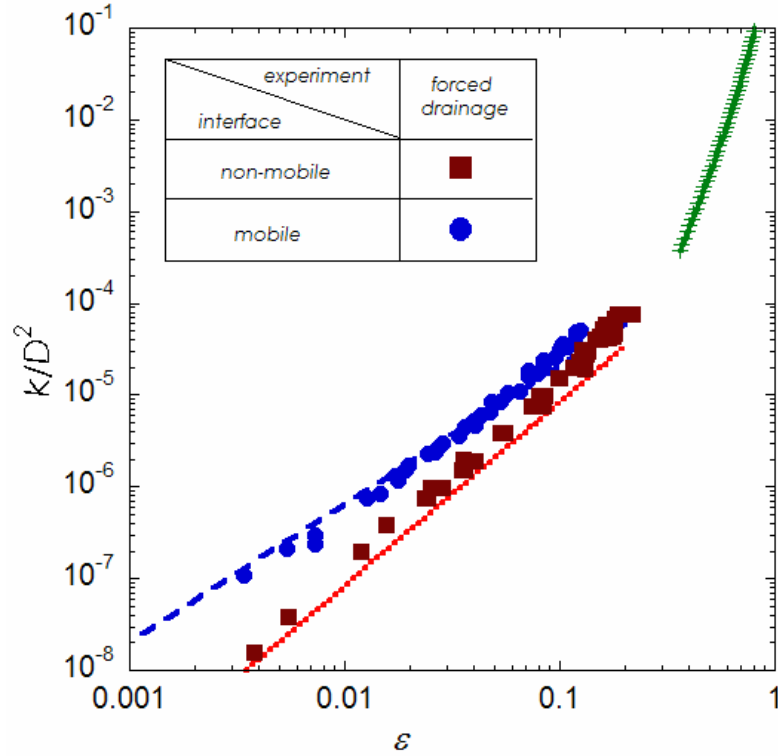 10^-1
10^-2
10^-3
10^-4
10^-5
10^-6
10^-7
10^-8
k/D^2
experiment
interface
forced
drainage
non-mobile
mobile
0.001
0.01
0.1
1
ε